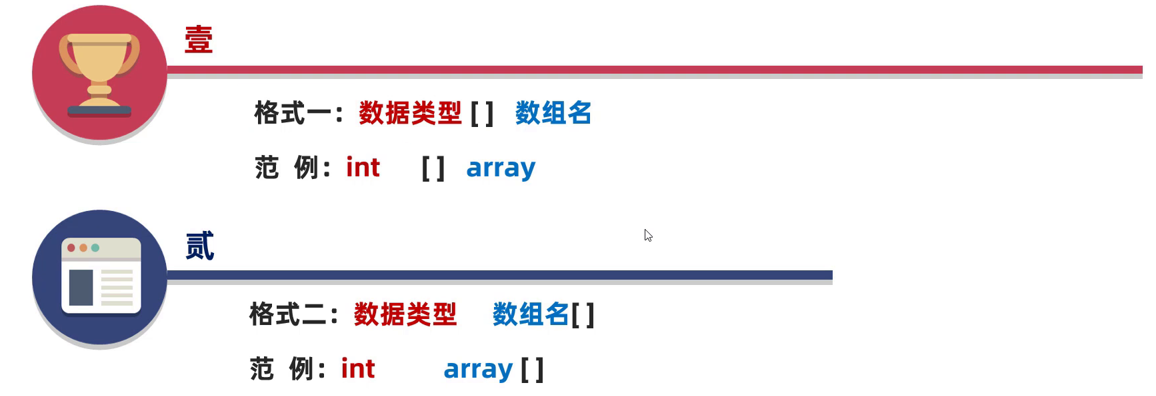 壹
格式一：数据类型 [ ] 数组名
范 例：int [ ] array
贰
格式二：数据类型 数组名[ ]
范 例：int array [ ]